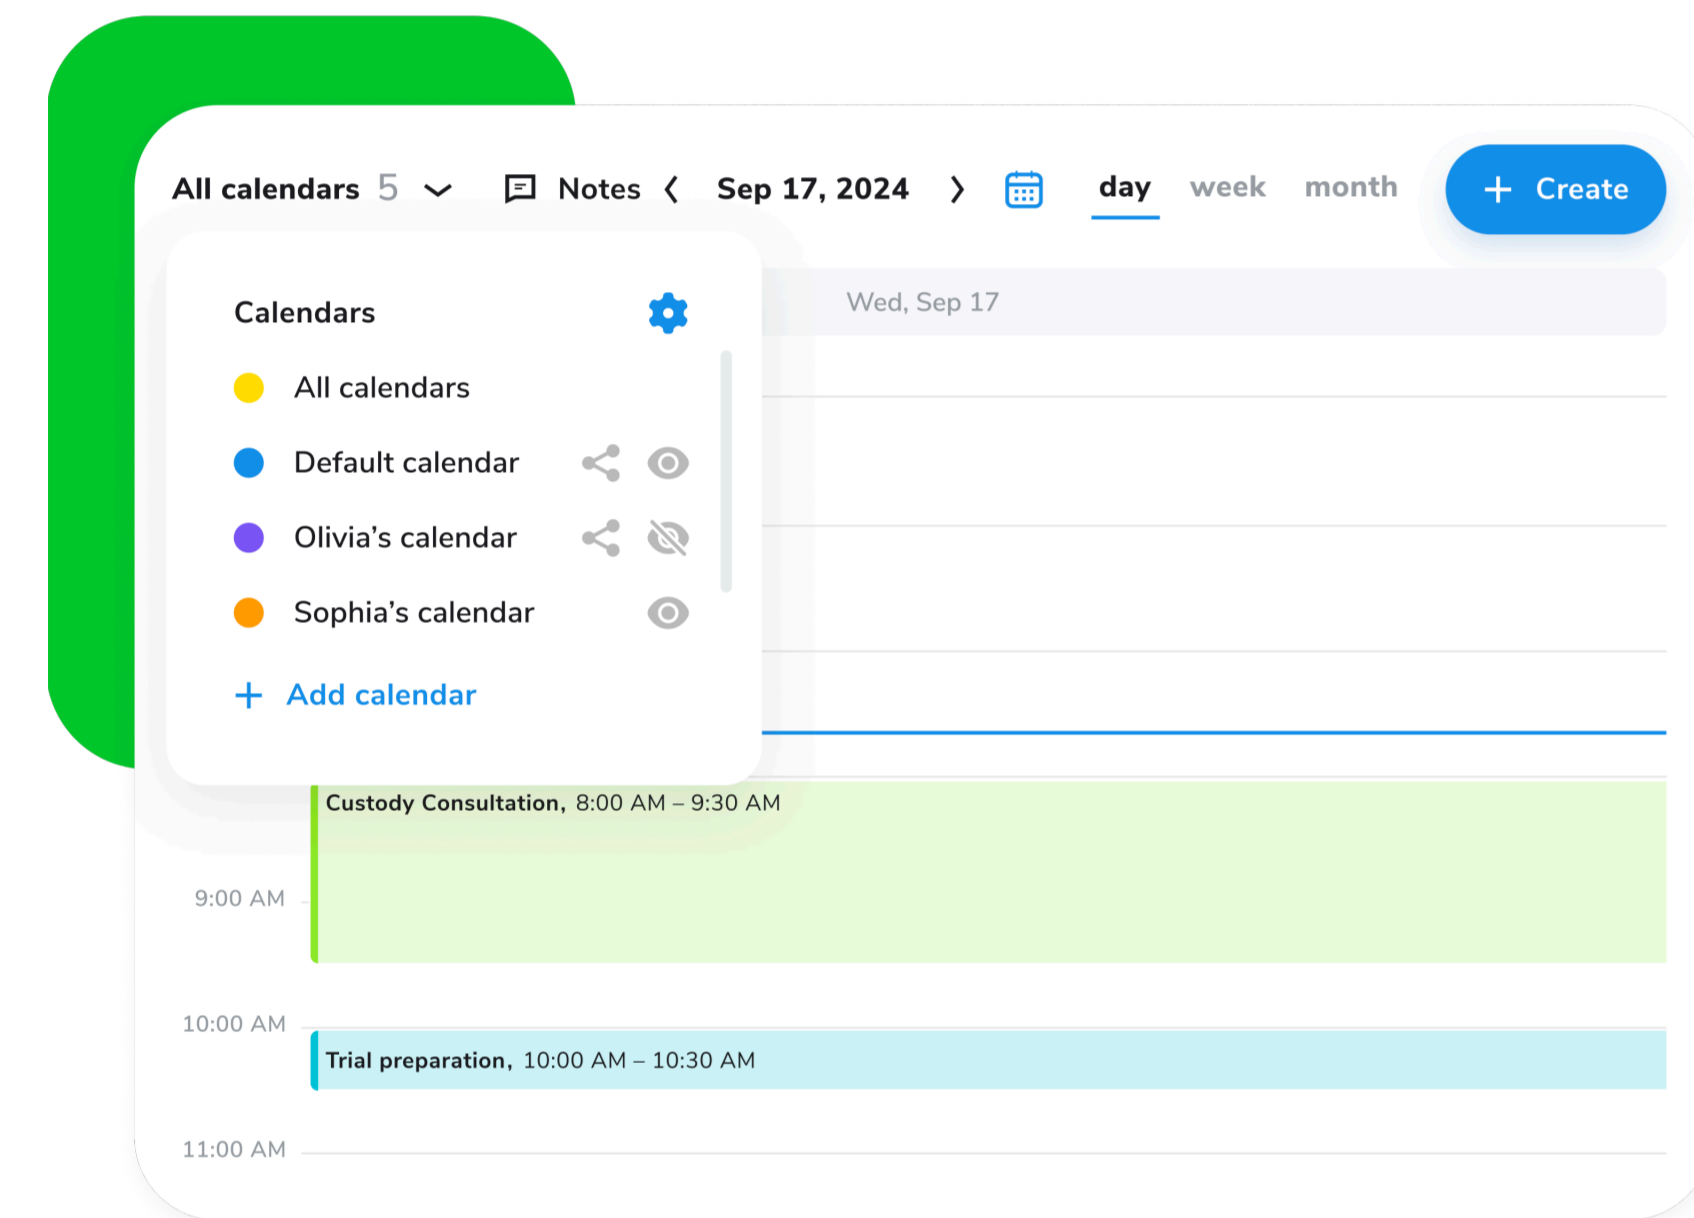 All calendars 5 Notes Sep 17, 2024 day week month + Create
Wed, Sep 17
Calendars
All calendars
Default calendar
Olivia’s calendar
Sophia’s calendar
+ Add calendar
Custody Consultation, 8:00 AM – 9:30 AM
9:00 AM
10:00 AM
Trial preparation, 10:00 AM – 10:30 AM
11:00 AM